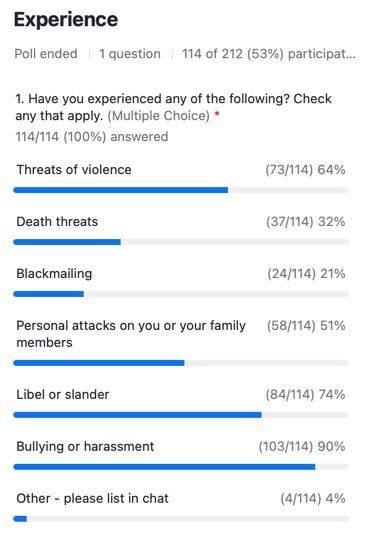 Experience
Poll ended | 1 question | 114 of 212 (53%) participat...
1. Have you experienced any of the following? Check
any that apply. (Multiple Choice) *
114/114 (100%) answered
Threats of violence (73/114) 64%
Death threats (37/114) 32%
Blackmailing (24/114) 21%
Personal attacks on you or your family (58/114) 51%
members
Libel or slander (84/114) 74%
Bullying or harassment (103/114) 90%
Other - please list in chat (4/114) 4%